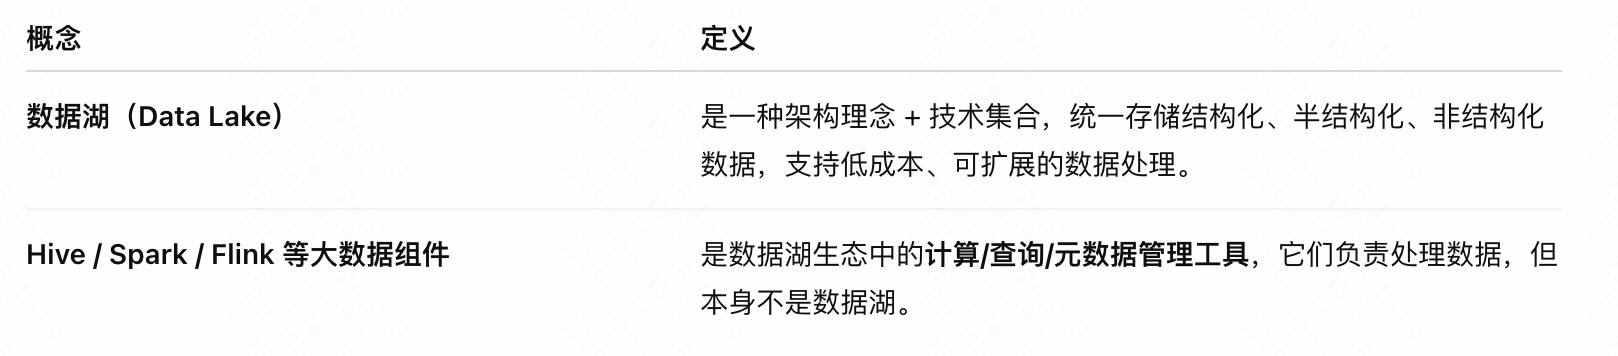 概念 定义
数据湖（Data Lake） 是一种架构理念 + 技术集合，统一存储结构化、半结构化、非结构化
数据，支持低成本、可扩展的数据处理。
Hive / Spark / Flink 等大数据组件 是数据湖生态中的计算/查询/元数据管理工具，它们负责处理数据，但
本身不是数据湖。